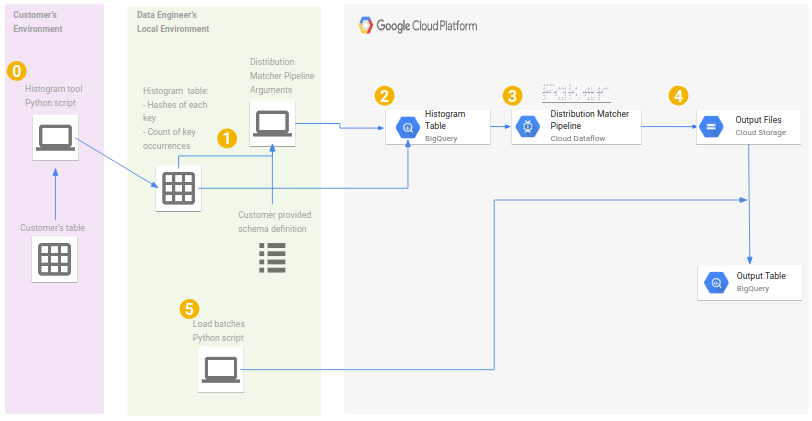 Customer's
Environment
Data Engineer's
Local Environment
Google Cloud Platform
0
Histogram tool
Python script
Customer's table
Histogram table:
- Hashes of each
key
- Count of key
occurrences
1
Distribution
Matcher Pipeline
Arguments
Customer provided
schema definition
5
Load batches
Python script
2
Histogram
Table
BigQuery
3
Distribution Matcher
Pipeline
Cloud Dataflow
4
Output Files
Cloud Storage
Output Table
BigQuery